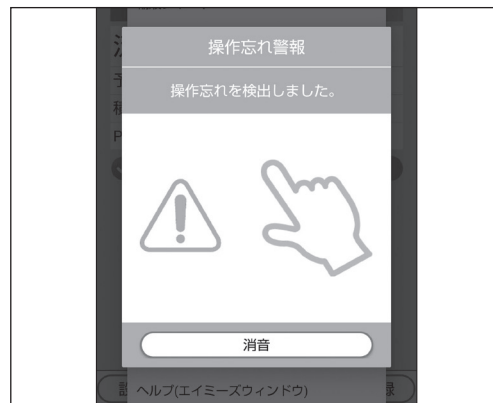 操作忘れ警報
操作忘れを検出しました。
消音
ヘルプ(エイミーズウィンドウ)